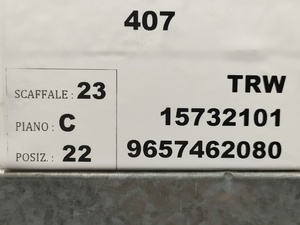 407
SCAFFALE : 23
PIANO : C
POSIZ. : 22
TRW
15732101
9657462080